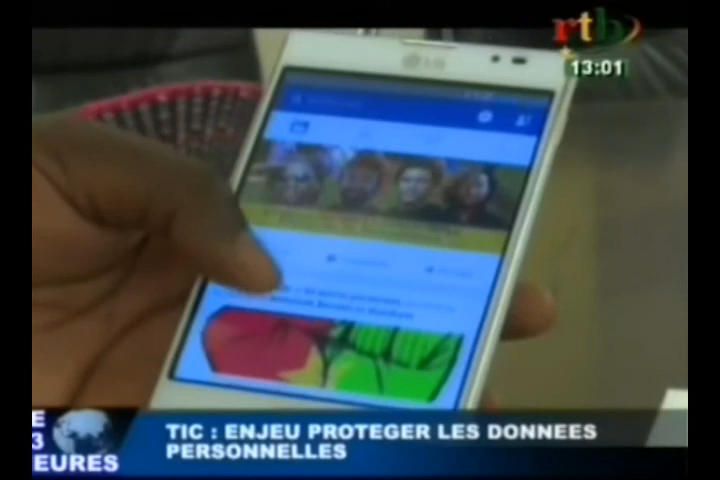 rtb
13:01
LG
E
3
EURES
TIC : ENJEU PROTEGER LES DONNEES
PERSONNELLES